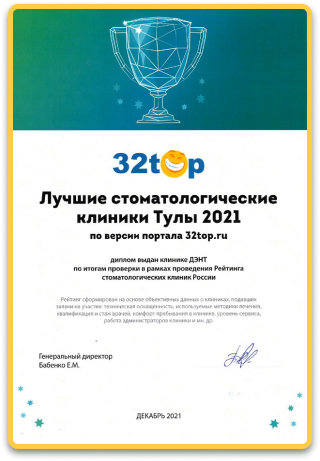 32top
Лучшие стоматологические
клиники Тулы 2021
по версии портала 32top.ru
диплом выдан клинике ДЭНТ
по итогам проверки в рамках проведения Рейтинга
стоматологических клиник России
Рейтинг сформирован на основе объективных данных о клиниках, подавших
заявки на участие: техническая оснащенность, используемые методики лечения,
квалификация и стаж врачей, комфорт пребывания в клинике, уровень сервиса,
работа администраторов клиники и мн. др.
Генеральный директор
Бабенко Е.М.
ДЕКАБРЬ 2021